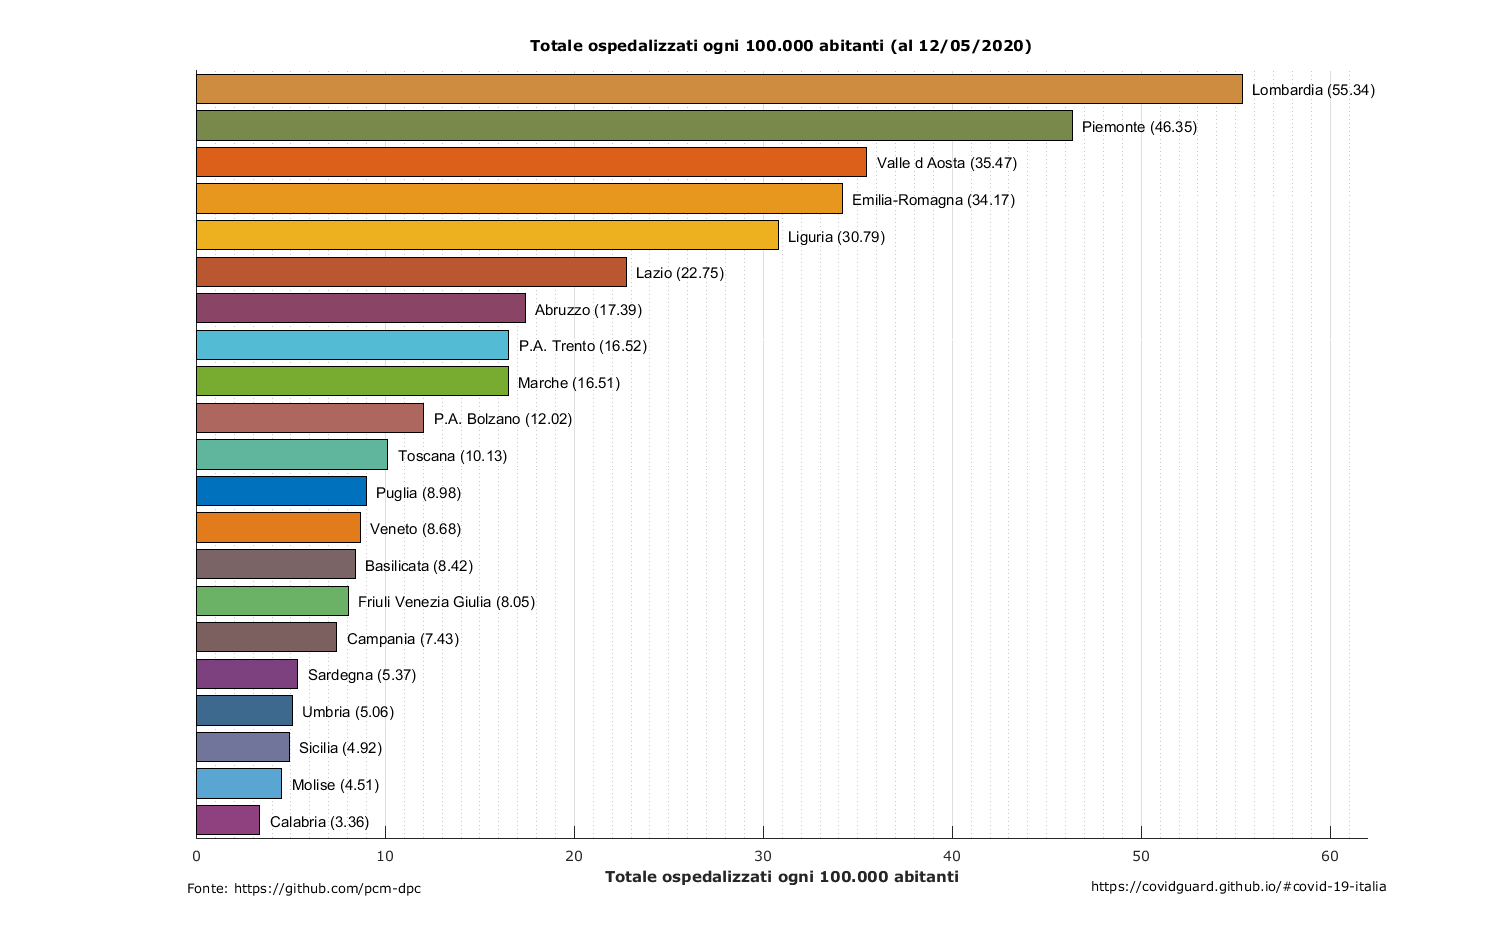 Totale ospedalizzati ogni 100.000 abitanti (al 12/05/2020)
Lombardia (55.34)
Piemonte (46.35)
Valle d Aosta (35.47)
Emilia-Romagna (34.17)
Liguria (30.79)
Lazio (22.75)
Abruzzo (17.39)
P.A. Trento (16.52)
Marche (16.51)
P.A. Bolzano (12.02)
Toscana (10.13)
Puglia (8.98)
Veneto (8.68)
Basilicata (8.42)
Friuli Venezia Giulia (8.05)
Campania (7.43)
Sardegna (5.37)
Umbria (5.06)
Sicilia (4.92)
Molise (4.51)
Calabria (3.36)
0 10 20 30 40 50 60
Totale ospedalizzati ogni 100.000 abitanti
Fonte: https://github.com/pcm-dpc
https://covidguard.github.io/#covid-19-italia